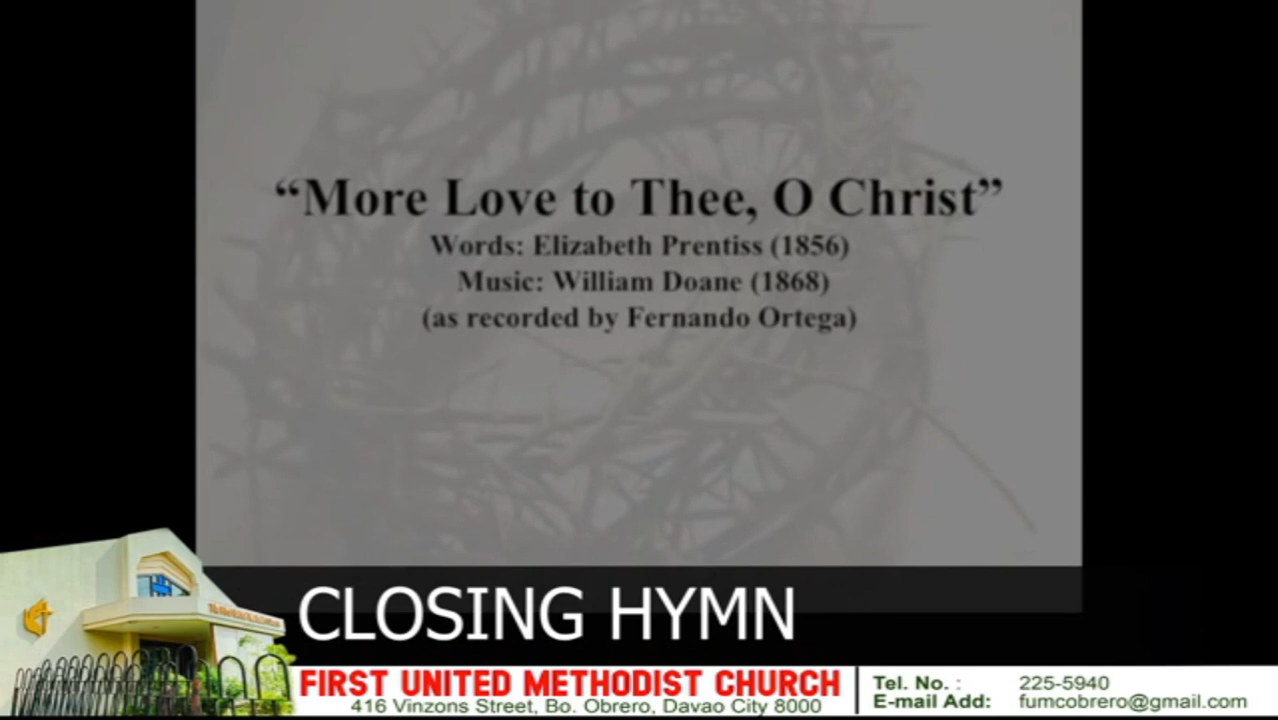 “More Love to Thee, O Christ”
Words: Elizabeth Prentiss (1856)
Music: William Doane (1868)
(as recorded by Fernando Ortega)
CLOSING HYMN
FIRST UNITED METHODIST CHURCH
416 Vinzons Street, Bo. Obrero, Davao City 8000
Tel. No. : 225-5940
E-mail Add: fumcobrero@gmail.com